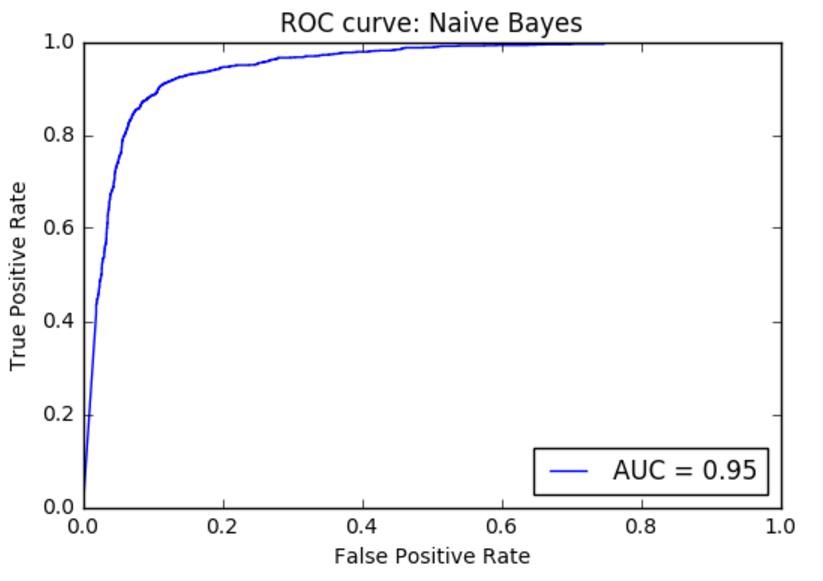 ROC curve: Naive Bayes
1.0
0.8
0.6
0.4
0.2
0.0
True Positive Rate
AUC = 0.95
0.0 0.2 0.4 0.6 0.8 1.0
False Positive Rate